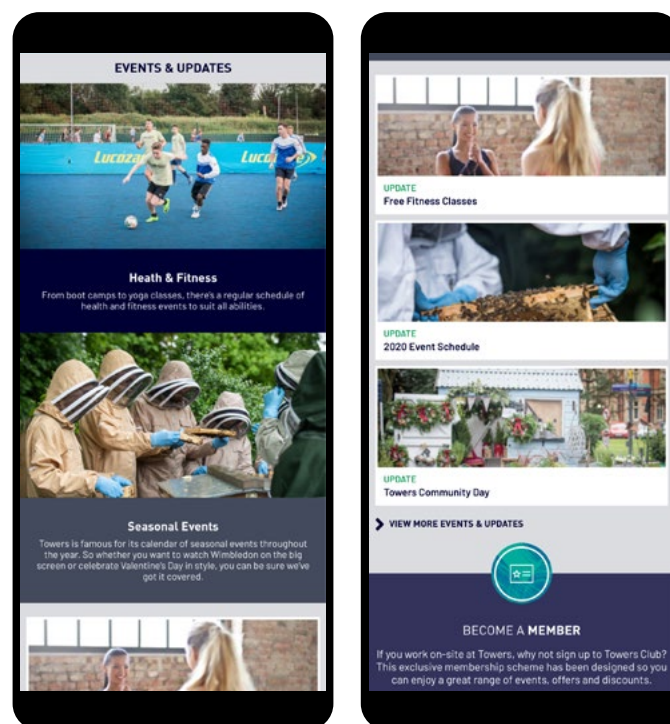 EVENTS & UPDATES
Lucozade
Heath & Fitness
From boot camps to yoga classes, there's a regular schedule of
health and fitness events to suit all abilities.
Seasonal Events
Towers is famous for its calendar of seasonal events throughout
the year. So whether you want to watch Wimbledon on the big
screen or celebrate Valentine's Day in style, you can be sure we've
got it covered.
UPDATE
Free Fitness Classes
UPDATE
2020 Event Schedule
UPDATE
Towers Community Day
VIEW MORE EVENTS & UPDATES
BECOME A MEMBER
If you work on-site at Towers, why not sign up to Towers Club?
This exclusive membership scheme has been designed so you
can enjoy a great range of events, offers and discounts.